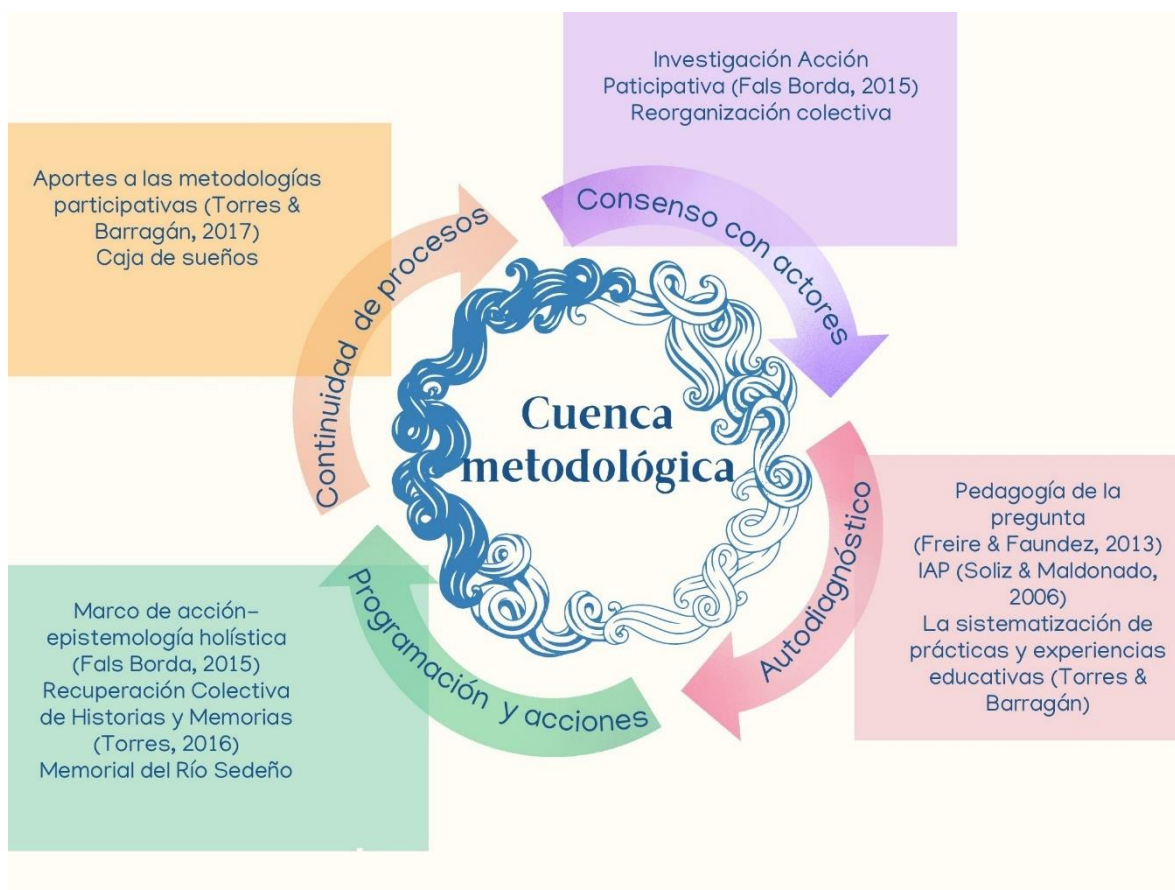 Investigación Acción
Paticipativa (Fals Borda, 2015)
Reorganización colectiva
Consenso con actores
Pedagogía de la
pregunta
(Freire & Faundez, 2013)
IAP (Soliz & Maldonado,
2006)
La sistematización de
prácticas y experiencias
educativas (Torres &
Barragán)
Autodiagnóstico
Marco de acción-
epistemología holística
(Fals Borda, 2015)
Recuperación Colectiva
de Historias y Memorias
(Torres, 2016)
Memorial del Río Sedeño
Programación y acciones
Aportes a las metodologías
participativas (Torres &
Barragán, 2017)
Caja de sueños
Continuidad de procesos
Cuenca
metodológica